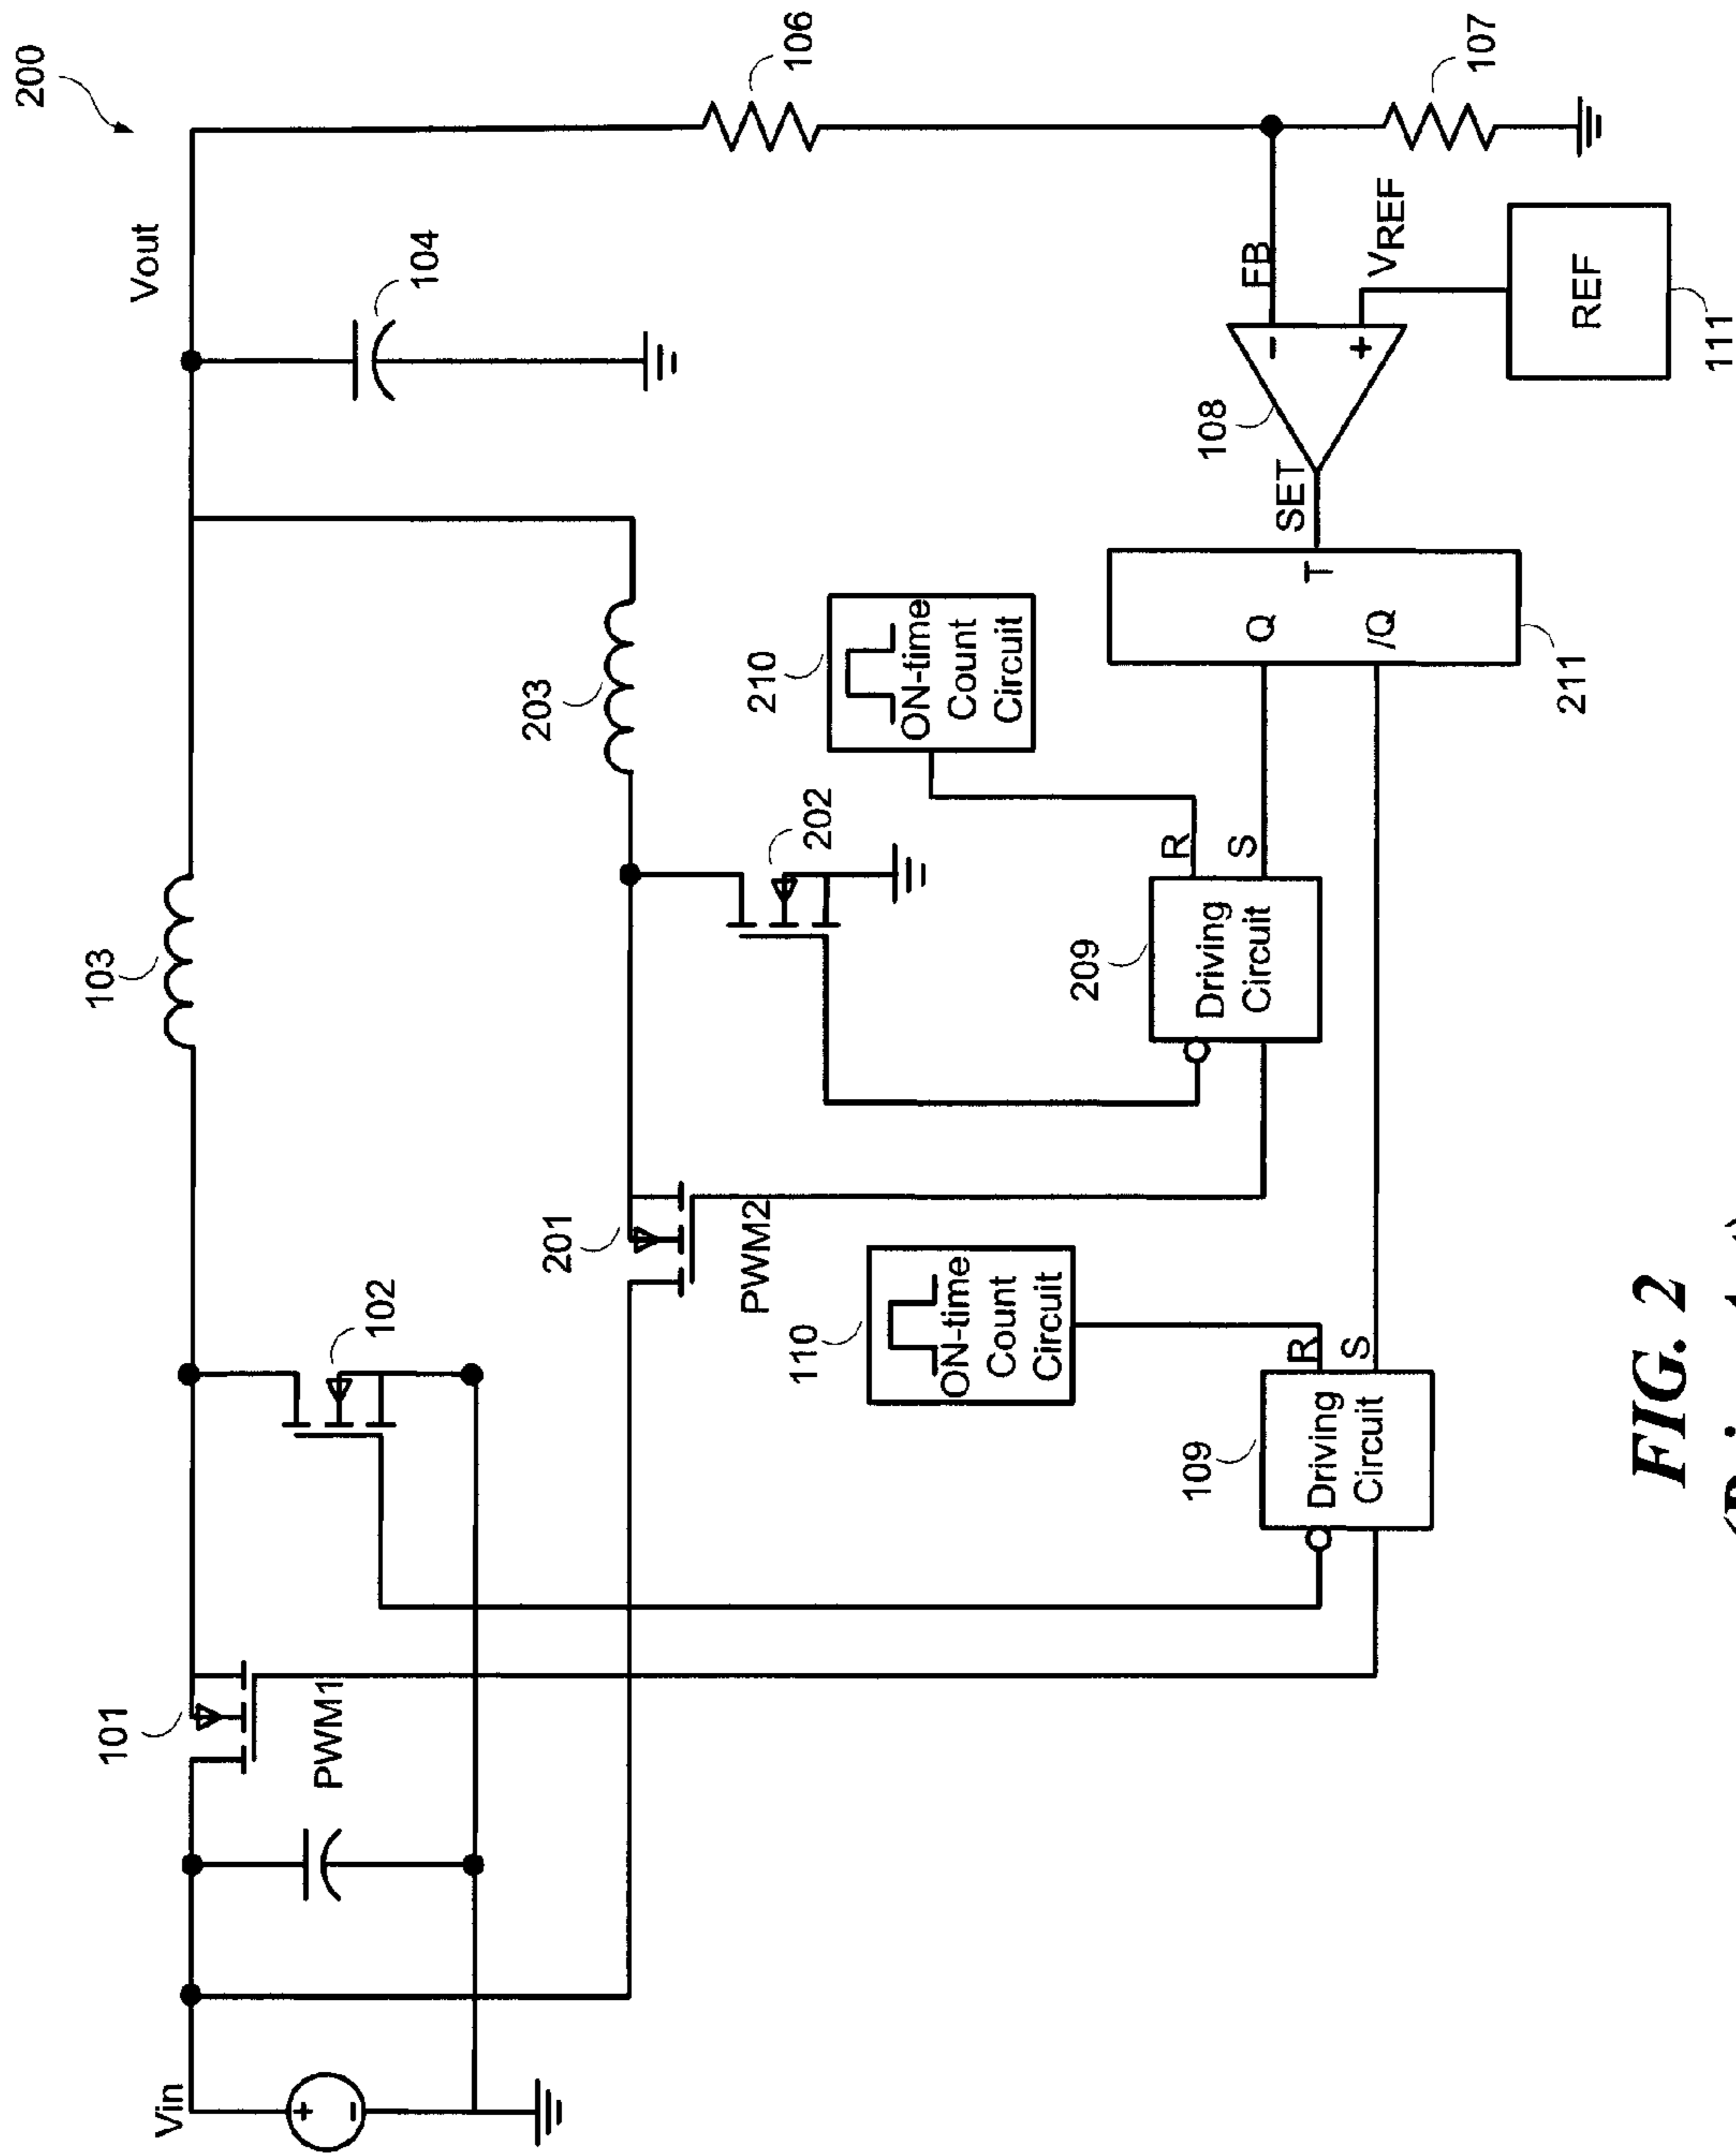 200
Vout
Vin
101
PWM1
102
103
104
106
203
201
PWM2
202
210
ON-time
Count
Circuit
110
ON-time
Count
Circuit
209
Driving
Circuit
R
S
109
Driving
Circuit
R
S
211
Q
/Q
T
SET
108
FB
-
+
VREF
REF
111
107
+
-
FIG. 2